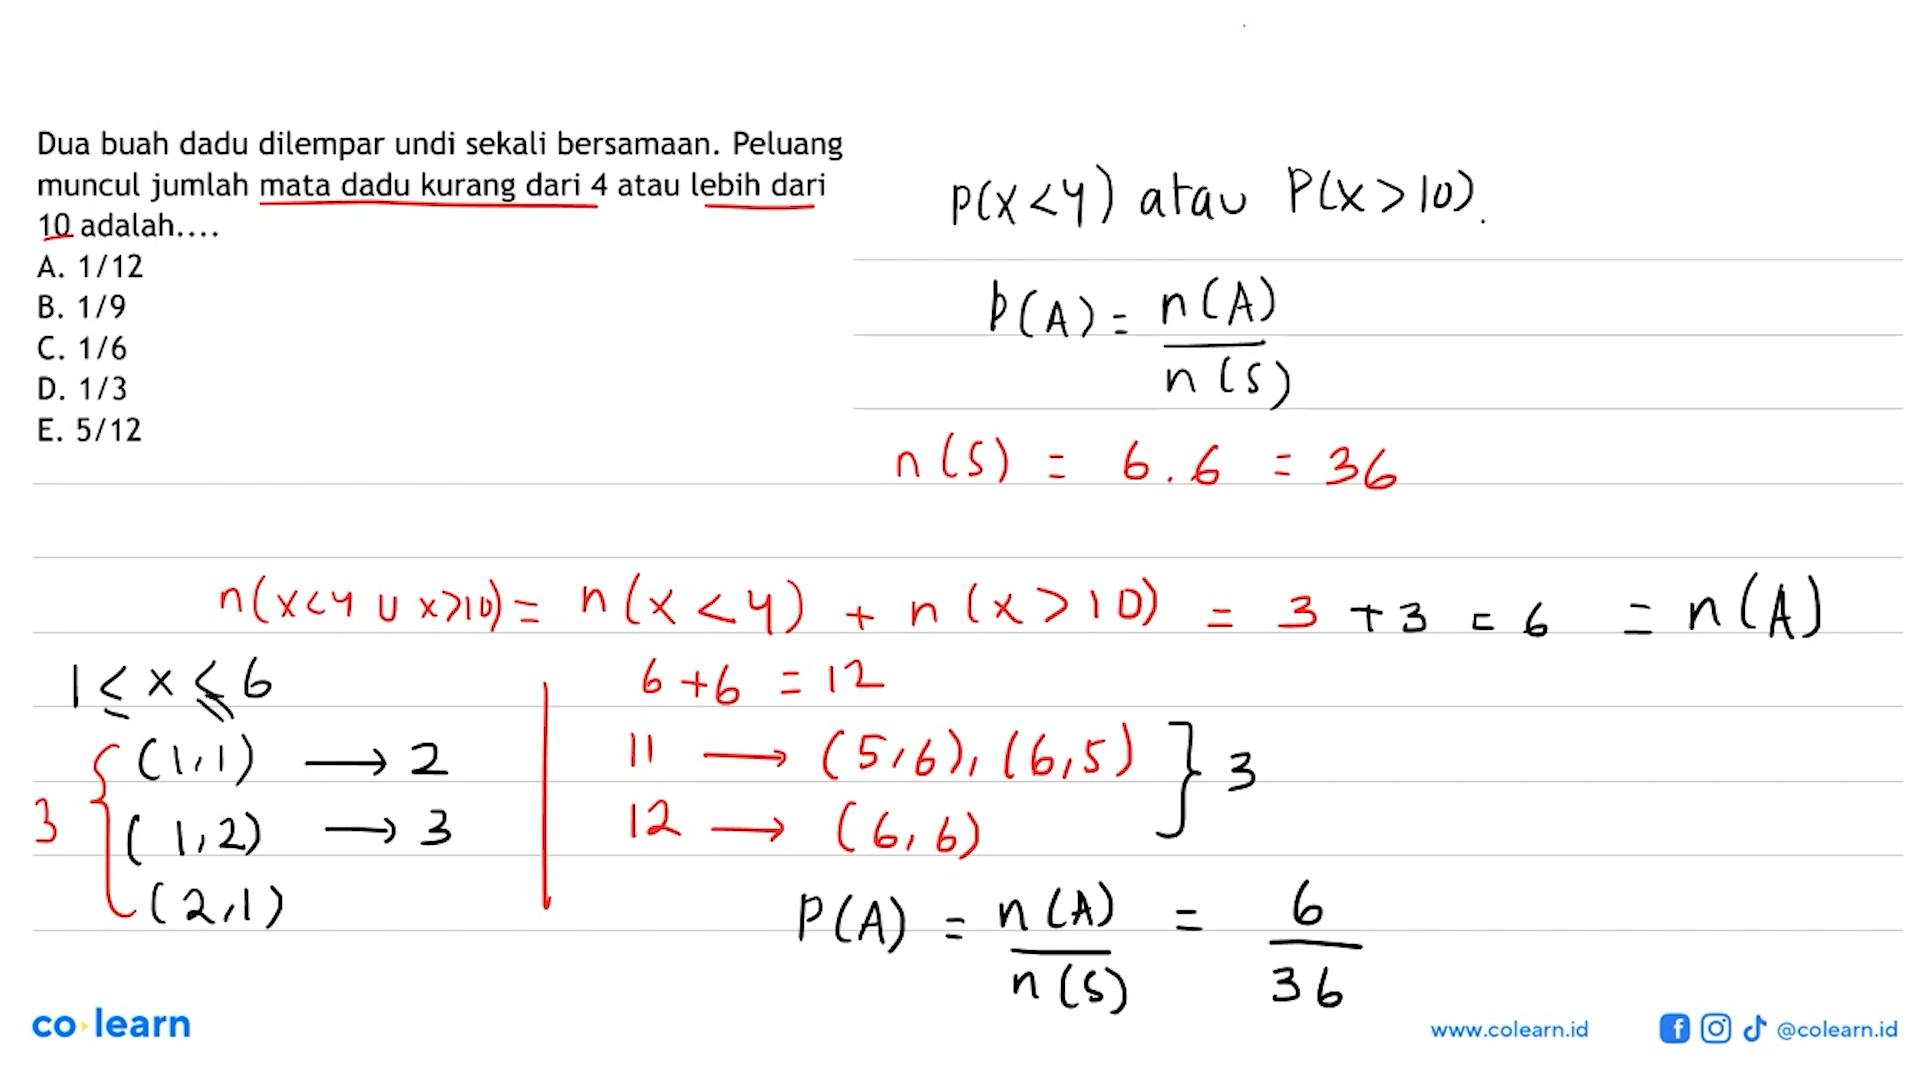 Dua buah dadu dilempar undi sekali bersamaan. Peluang
muncul jumlah mata dadu kurang dari 4 atau lebih dari
10 adalah....
A. 1/12
B. 1/9
C. 1/6
D. 1/3
E. 5/12
P(x<4) atau P(x>10).
P(A) = n(A)
n(S)
n(S) = 6.6 = 36
n(x<4 ∪ x>10) = n(x<4) + n(x>10) = 3 + 3 = 6 = n(A)
1 ≤ x ≤ 6
(1,1) → 2
3 (1,2) → 3
(2,1)
6+6 = 12
11 → (5,6), (6,5) } 3
12 → (6,6)
P(A) = n(A) = 6
n(S) 36
co learn
www.colearn.id
@colearn.id